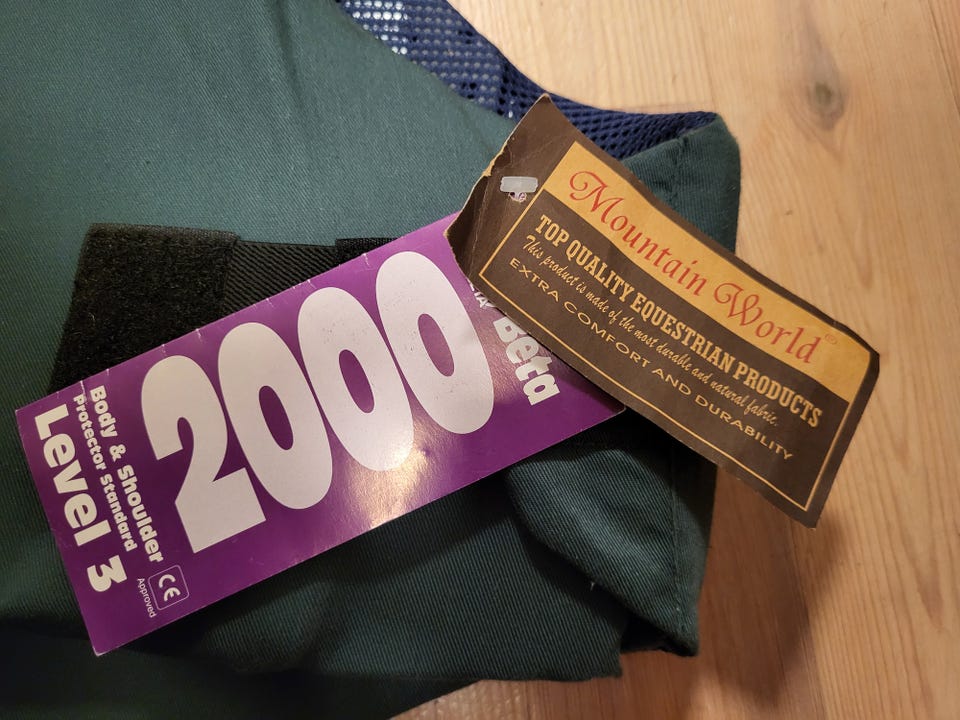 2000
Beta
Body & Shoulder
Protector Standard
Level 3
CE
Approved
Mountain World®
TOP QUALITY EQUESTRIAN PRODUCTS
This product is made of the most durable and natural fabric.
EXTRA COMFORT AND DURABILITY